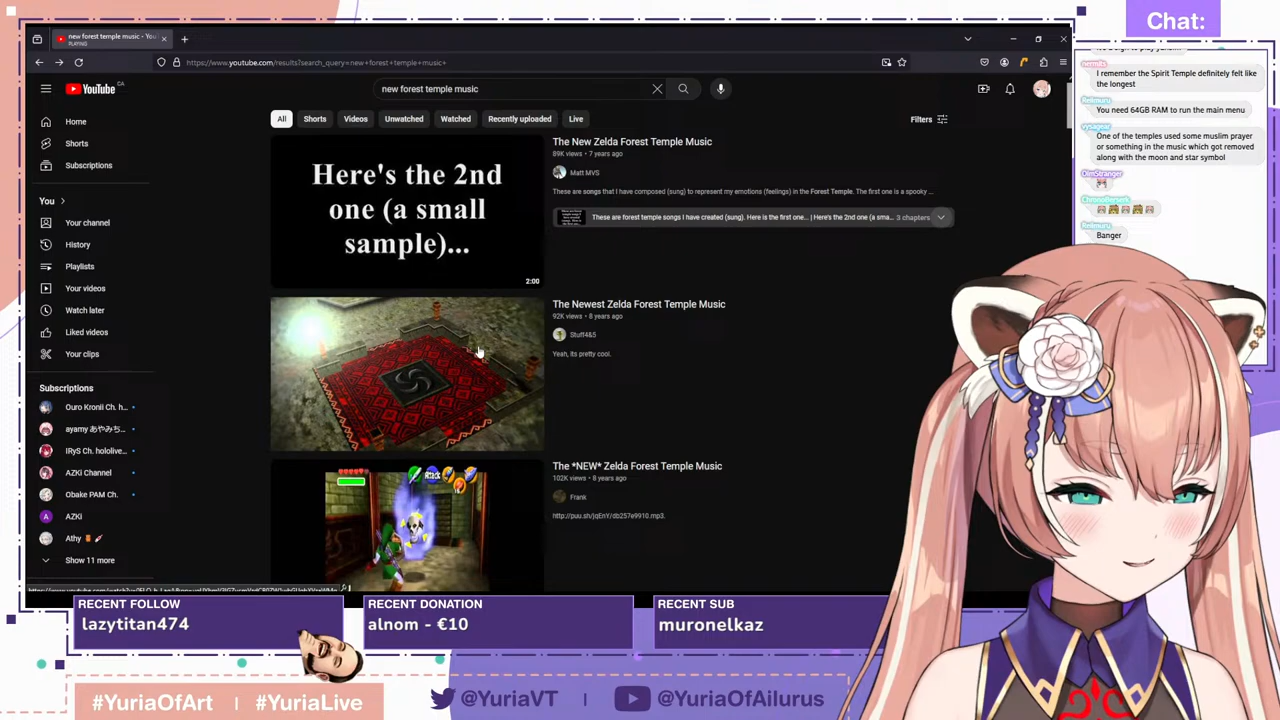 Chat:
new forest temple music - You
PLAYING
https://www.youtube.com/results?search_query=new+forest+temple+music+
YouTube CA
new forest temple music
All Shorts Videos Unwatched Watched Recently uploaded Live
Filters
Home
Shorts
Subscriptions
You
Your channel
History
Playlists
Your videos
Watch later
Liked videos
Your clips
Subscriptions
Ouro Kronii Ch. h...
ayamy あやみち...
IRyS Ch. hololive...
AZKi Channel
Obake PAM Ch.
AZKi
Athy
Show 11 more
Here's the 2nd
one (a small
sample)...
2:00
The New Zelda Forest Temple Music
89K views • 7 years ago
Matt MVS
These are songs that I have composed (sung) to represent my emotions (feelings) in the Forest Temple. The first one is a spooky ...
These are forest temple songs I have created (sung). Here is the first one... | Here's the 2nd one (a sma... 3 chapters
The Newest Zelda Forest Temple Music
92K views • 8 years ago
Stuff4&5
Yeah, its pretty cool.
Attack
The *NEW* Zelda Forest Temple Music
102K views • 8 years ago
Frank
http://puu.sh/jqEnY/db257e9910.mp3.
I remember the Spirit Temple definitely felt like
the longest
Relimuru
You need 64GB RAM to run the main menu
One of the temples used some muslim prayer
or something in the music which got removed
along with the moon and star symbol
Relimuru
Banger
RECENT FOLLOW
lazytitan474
RECENT DONATION
alnom - €10
RECENT SUB
muronelkaz
#YuriaOfArt | #YuriaLive
@YuriaVT | @YuriaOfAilurus